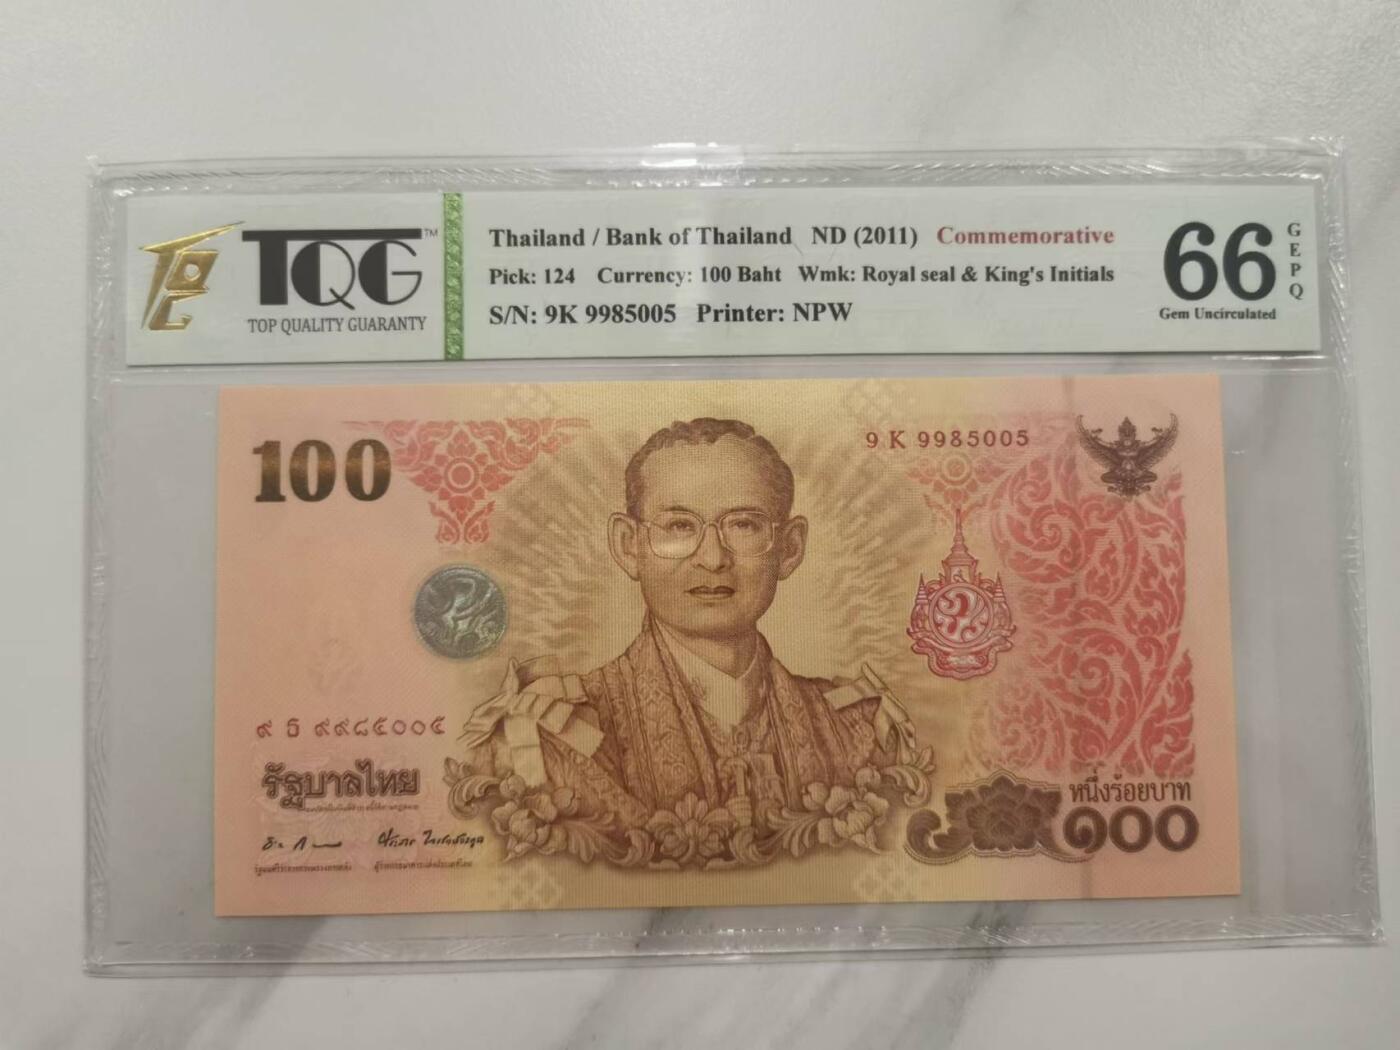 TQG™
TOP QUALITY GUARANTY
Thailand / Bank of Thailand ND (2011) Commemorative
Pick: 124 Currency: 100 Baht Wmk: Royal seal & King's Initials
S/N: 9K 9985005 Printer: NPW
66
GEPQ
Gem Uncirculated
100
9 K 9985005
๙ ธ ๙๙๘๕๐๐๕
รัฐบาลไทย
หนึ่งร้อยบาท
๑๐๐